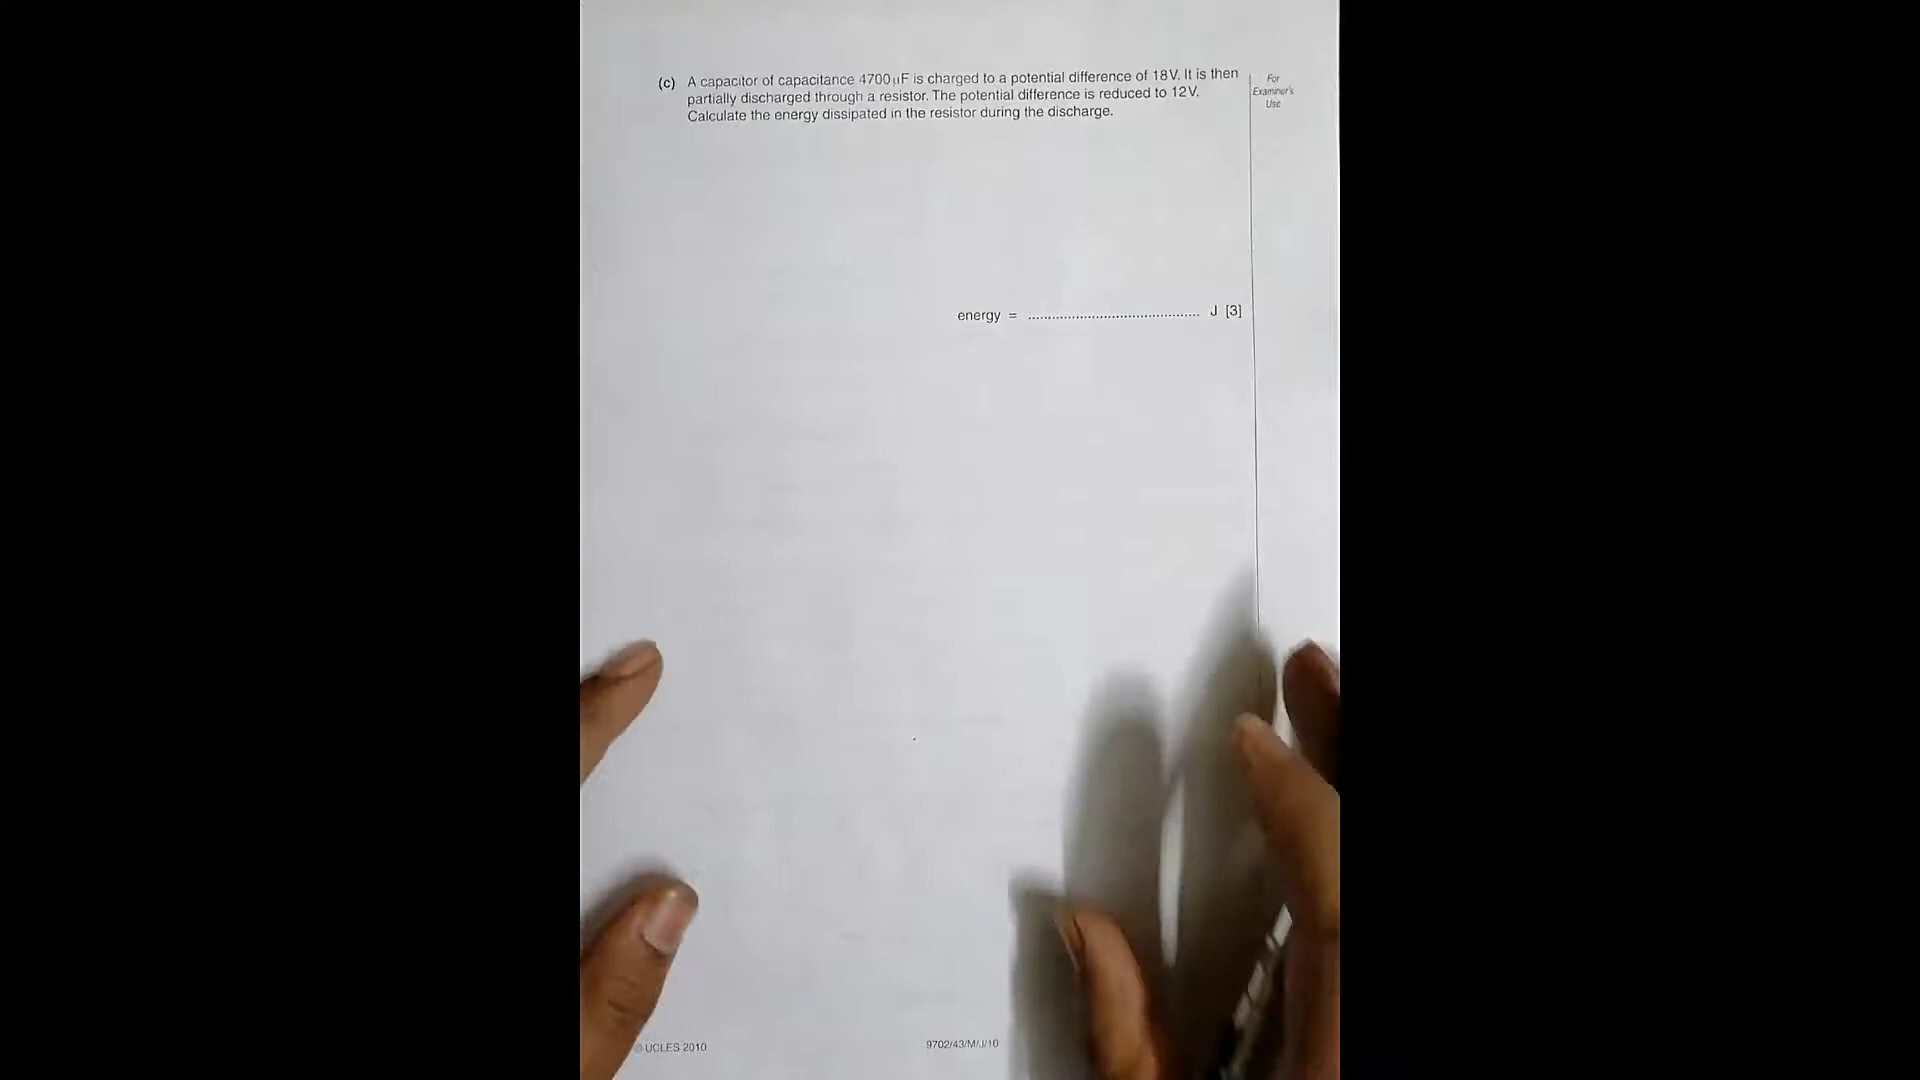 (c) A capacitor of capacitance 4700 μF is charged to a potential difference of 18V. It is then
partially discharged through a resistor. The potential difference is reduced to 12V.
Calculate the energy dissipated in the resistor during the discharge.
For
Examiner's
Use
energy = .......................................... J [3]
© UCLES 2010
9702/43/M/J/10